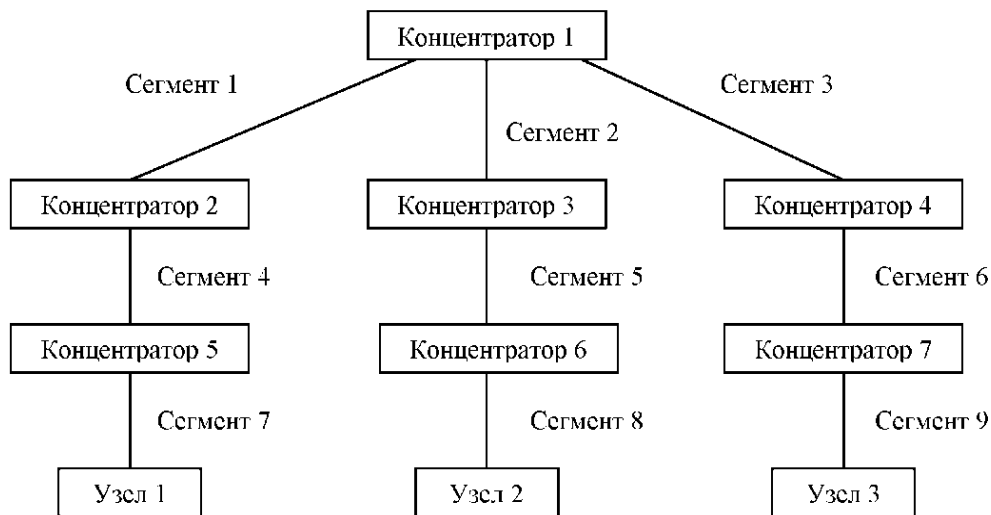 Концентратор 1
Сегмент 1
Сегмент 3
Сегмент 2
Концентратор 2
Концентратор 3
Концентратор 4
Сегмент 4
Сегмент 5
Сегмент 6
Концентратор 5
Концентратор 6
Концентратор 7
Сегмент 7
Сегмент 8
Сегмент 9
Узел 1
Узел 2
Узел 3